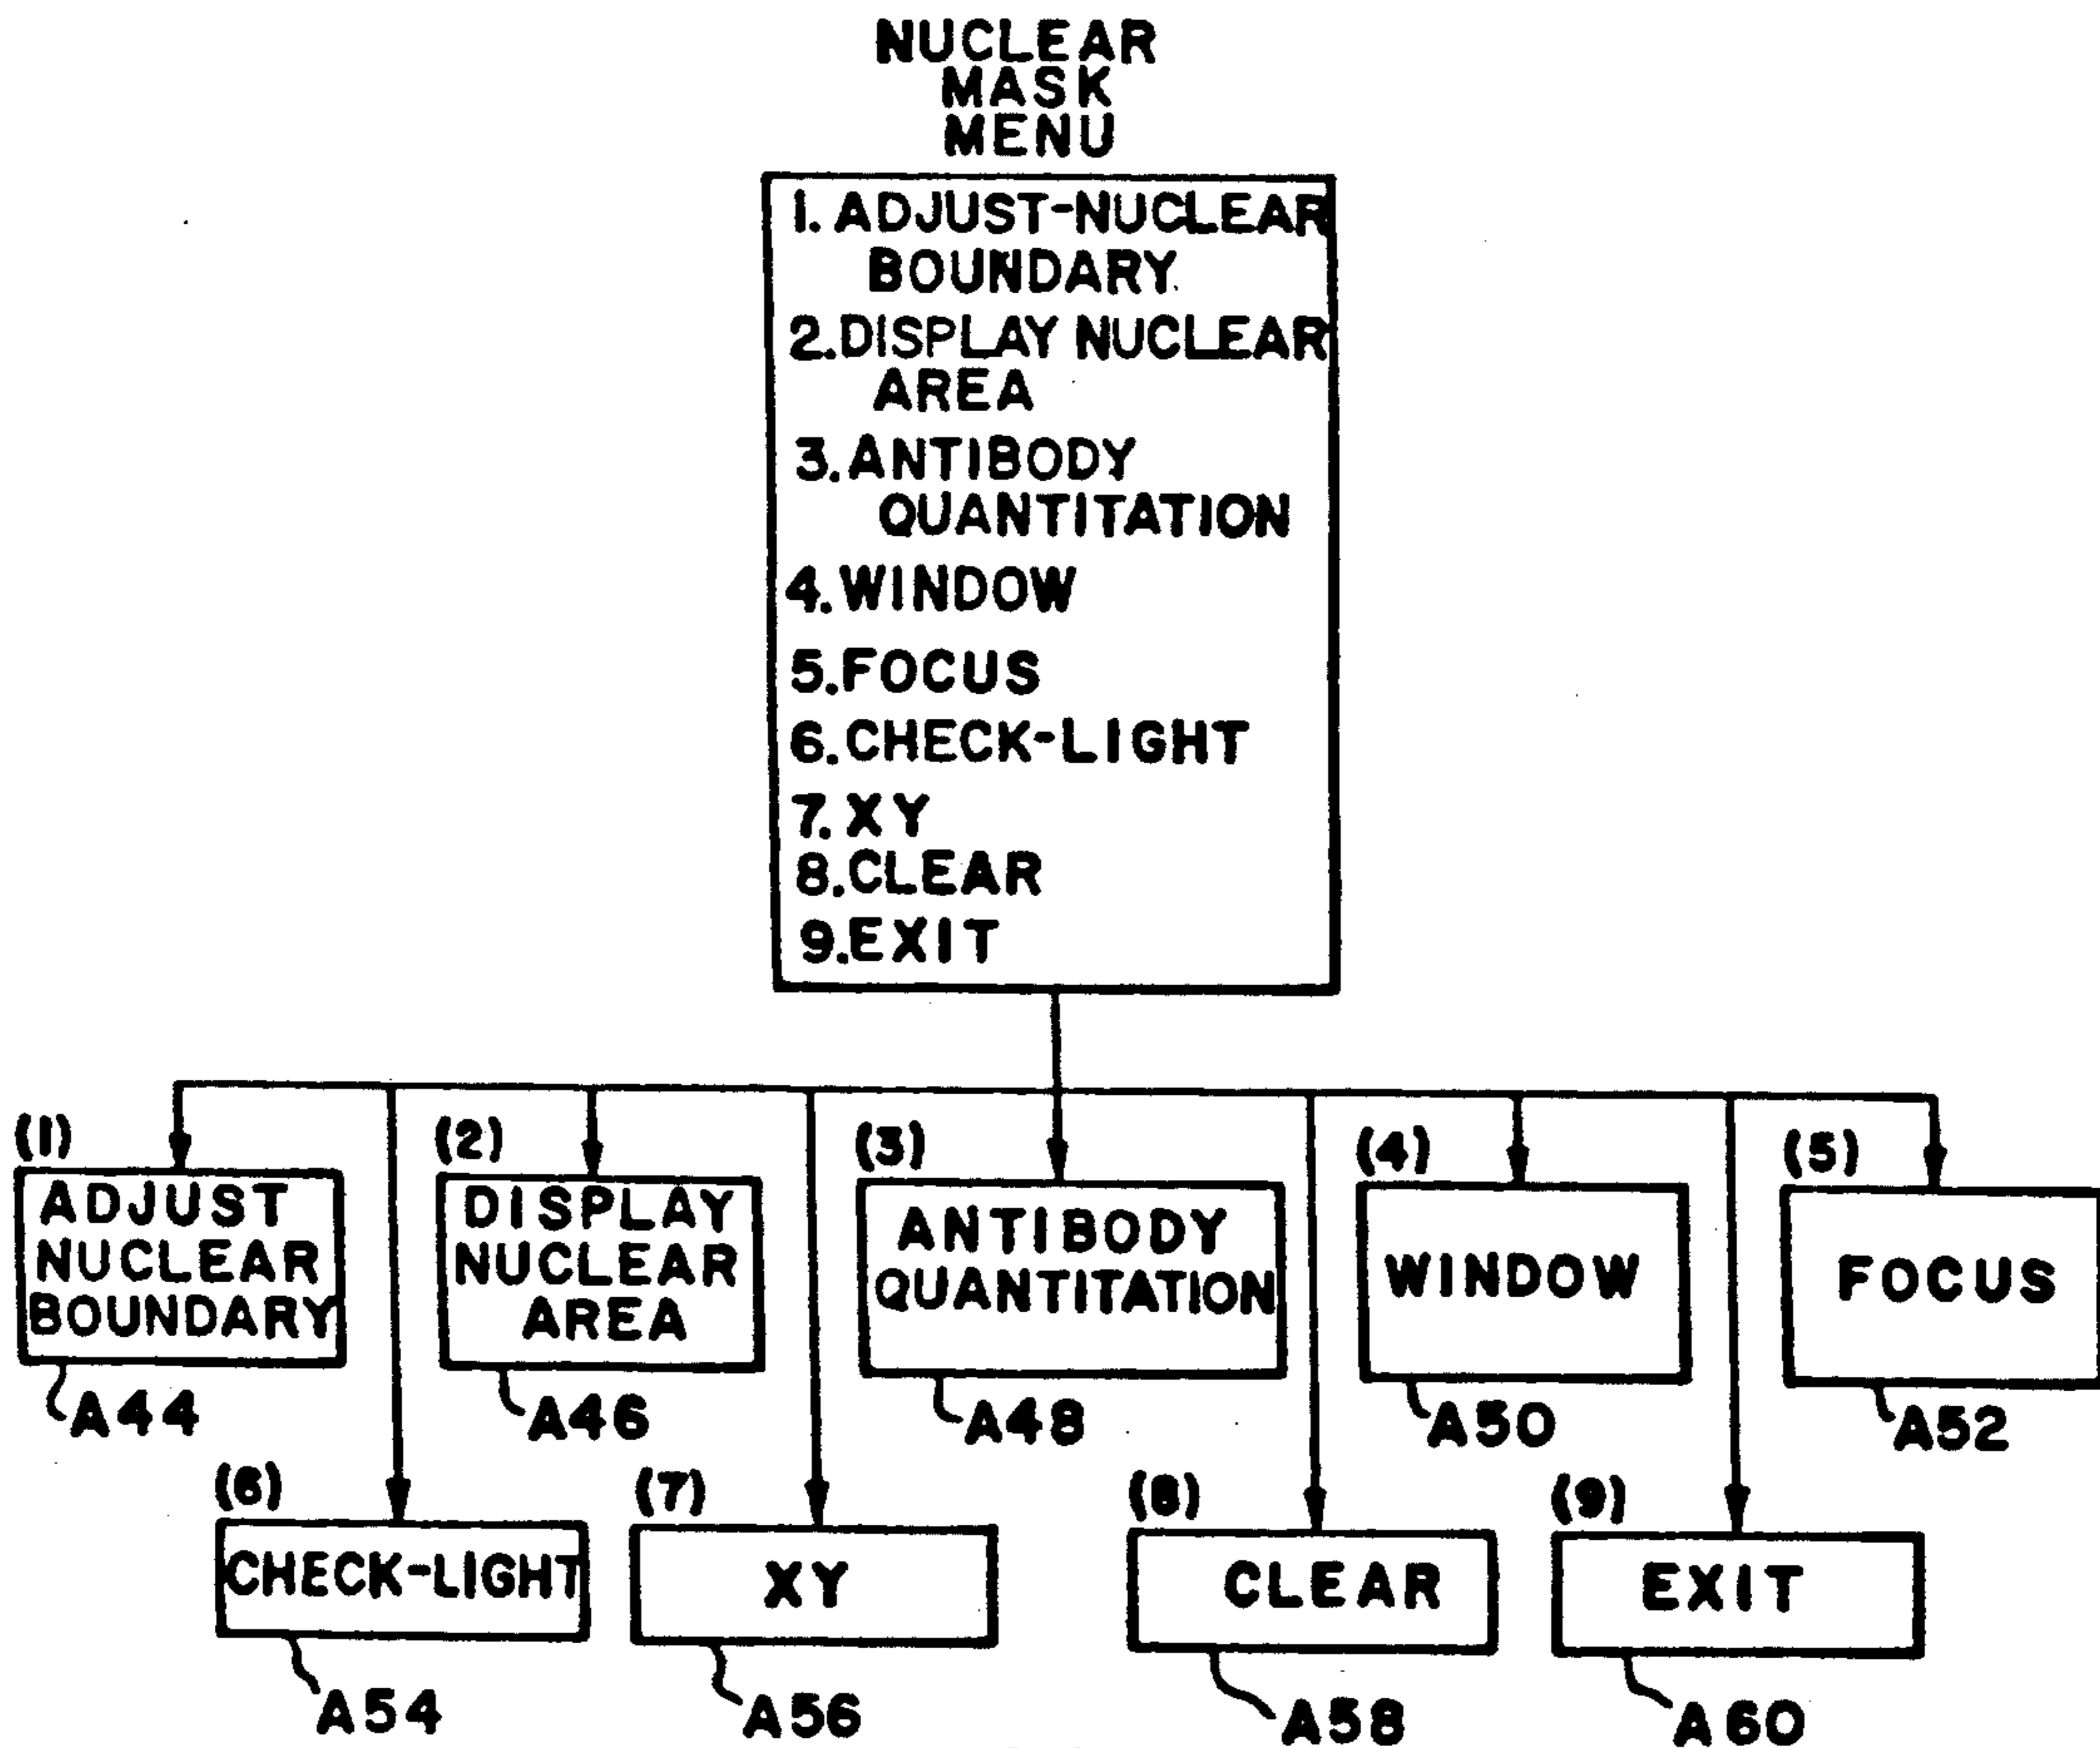 NUCLEAR
MASK
MENU
1. ADJUST-NUCLEAR
BOUNDARY
2. DISPLAY NUCLEAR
AREA
3. ANTIBODY
QUANTITATION
4. WINDOW
5. FOCUS
6. CHECK-LIGHT
7. XY
8. CLEAR
9. EXIT
(1)
ADJUST
NUCLEAR
BOUNDARY
A44
(2)
DISPLAY
NUCLEAR
AREA
A46
(3)
ANTIBODY
QUANTITATION
A48
(4)
WINDOW
A50
(5)
FOCUS
A52
(6)
CHECK-LIGHT
A54
(7)
XY
A56
(8)
CLEAR
A58
(9)
EXIT
A60